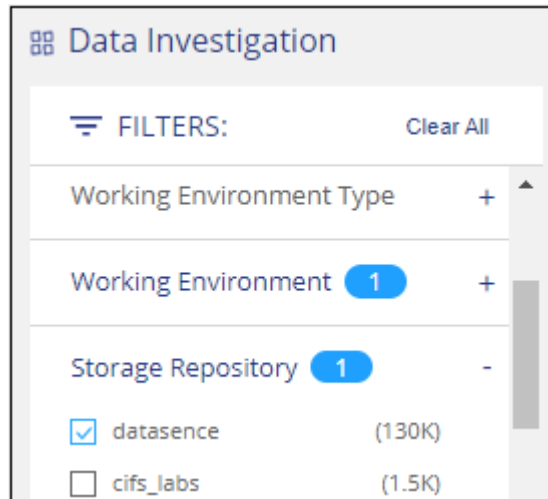 Data Investigation
FILTERS: Clear All
Working Environment Type +
Working Environment 1 +
Storage Repository 1 -
datasence (130K)
cifs_labs (1.5K)